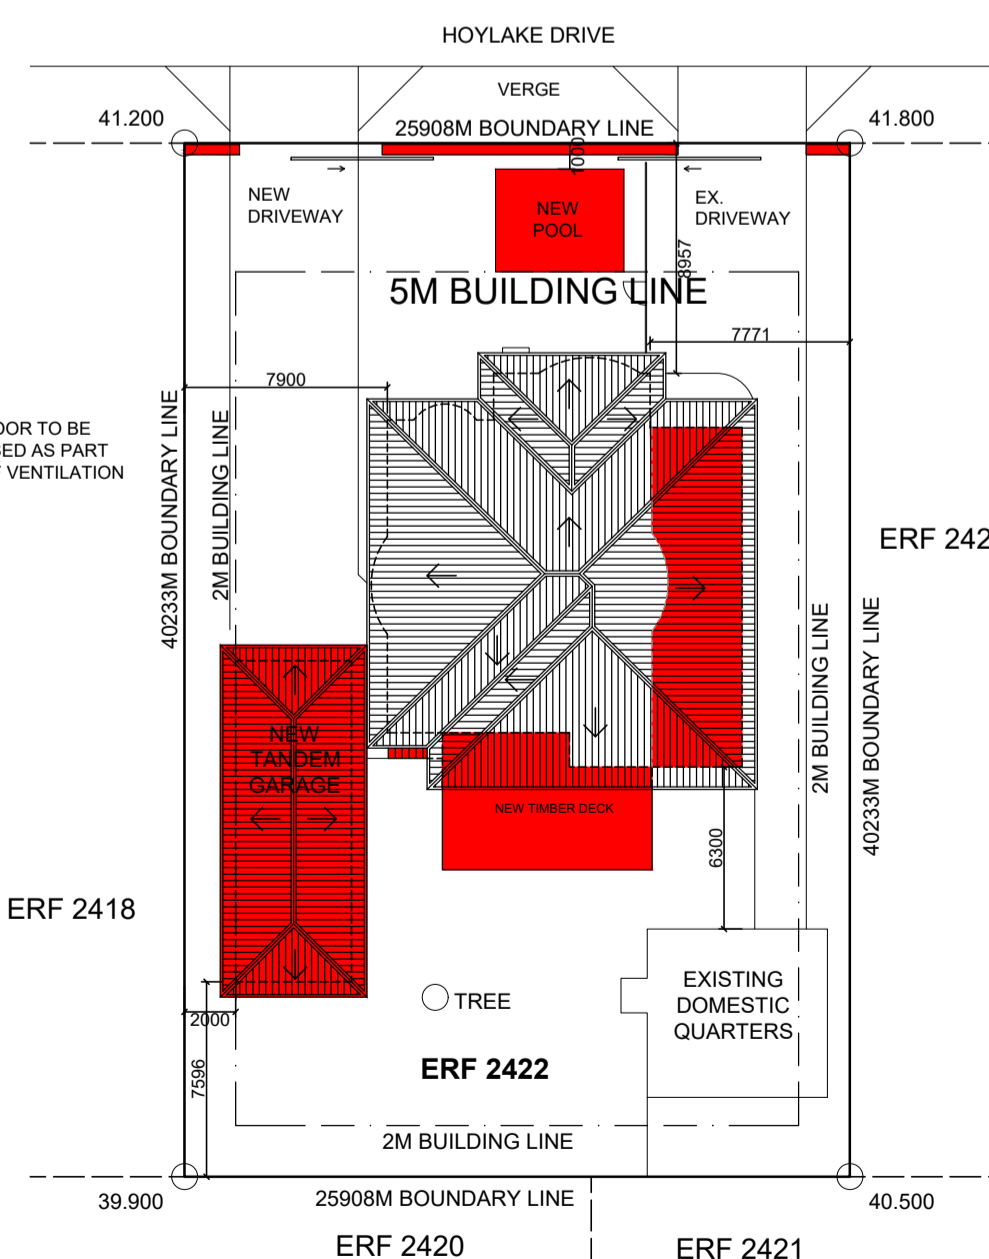 HOYLAKE DRIVE
VERGE
41.200
25908M BOUNDARY LINE
41.800
1000
NEW
DRIVEWAY
NEW
POOL
EX.
DRIVEWAY
8957
5M BUILDING LINE
7771
7900
OOR TO BE
SED AS PART
VENTILATION
40233M BOUNDARY LINE
2M BUILDING LINE
ERF 242
NEW
TANDEM
GARAGE
2M BUILDING LINE
40233M BOUNDARY LINE
NEW TIMBER DECK
6300
ERF 2418
EXISTING
DOMESTIC
QUARTERS
TREE
2000
7596
ERF 2422
2M BUILDING LINE
39.900
25908M BOUNDARY LINE
40.500
ERF 2420
ERF 2421